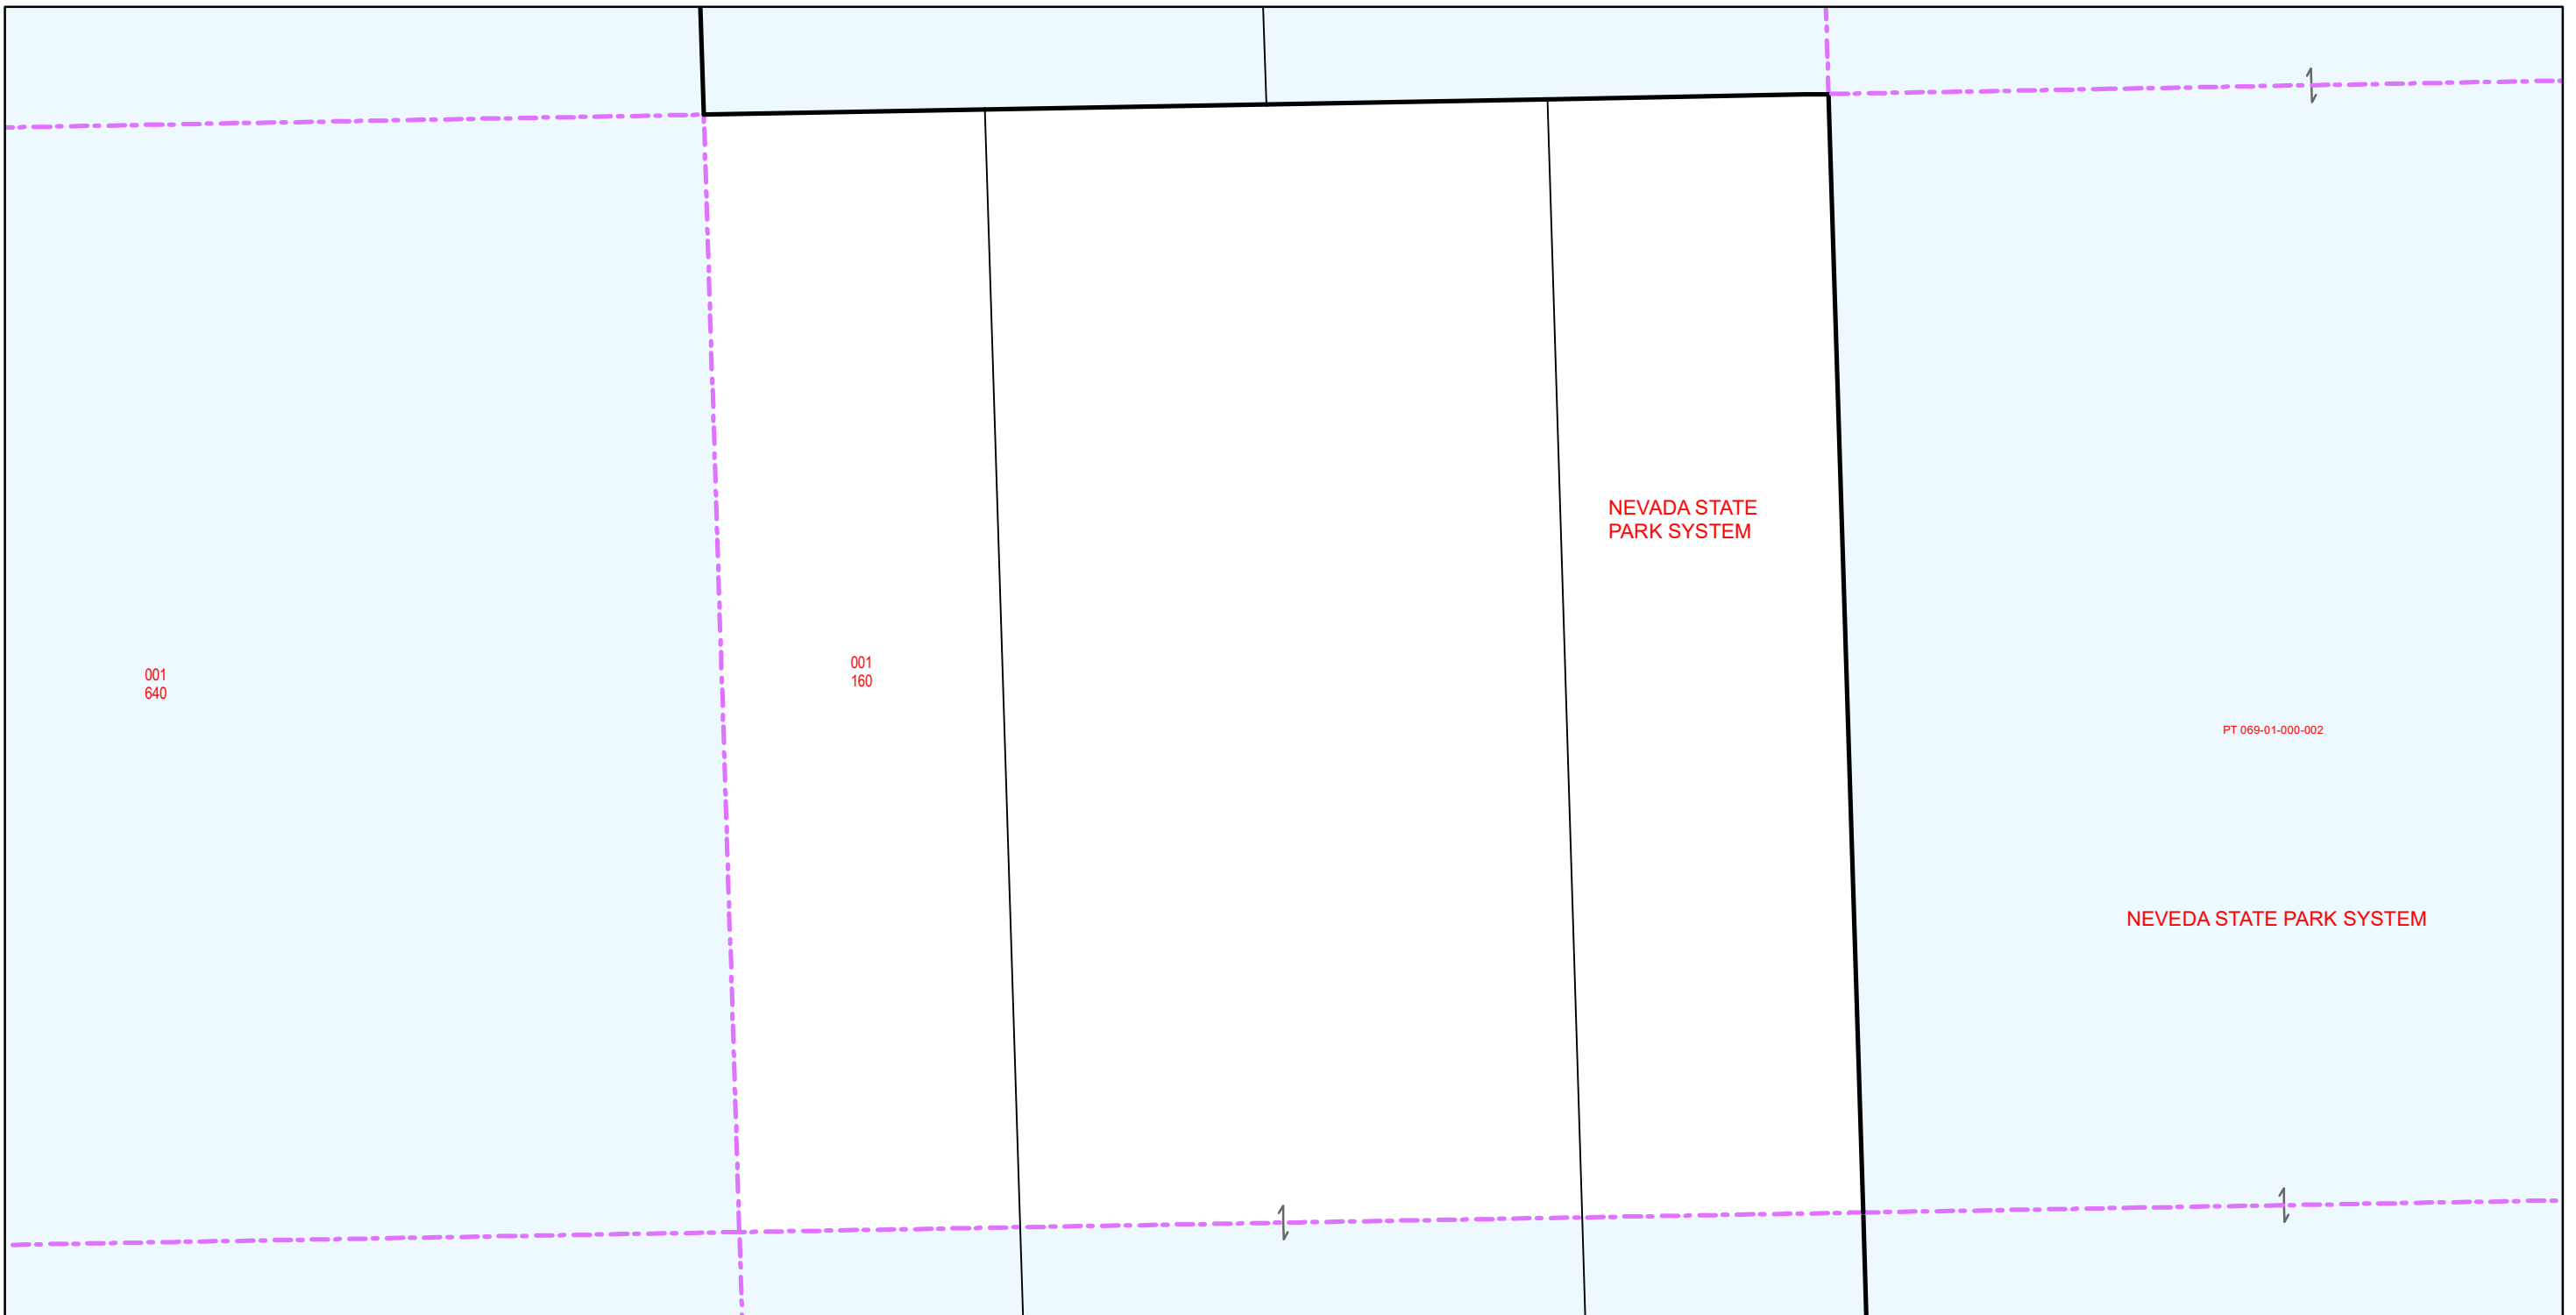 NEVADA STATE
PARK SYSTEM
001
160
001
640
PT 069-01-000-002
NEVEDA STATE PARK SYSTEM